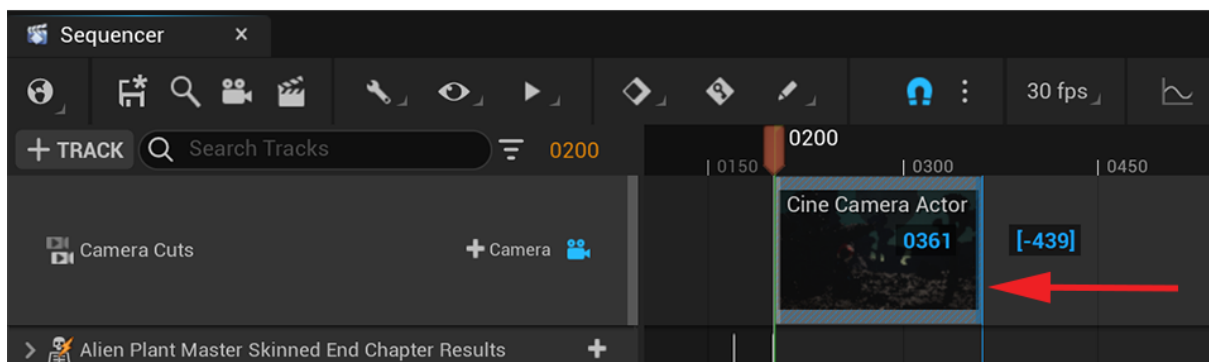 Sequencer ×
30 fps
+ TRACK Search Tracks 0200
0200
| 0150 | 0300 | 0450
Camera Cuts + Camera
Cine Camera Actor
0361 [-439]
Alien Plant Master Skinned End Chapter Results +